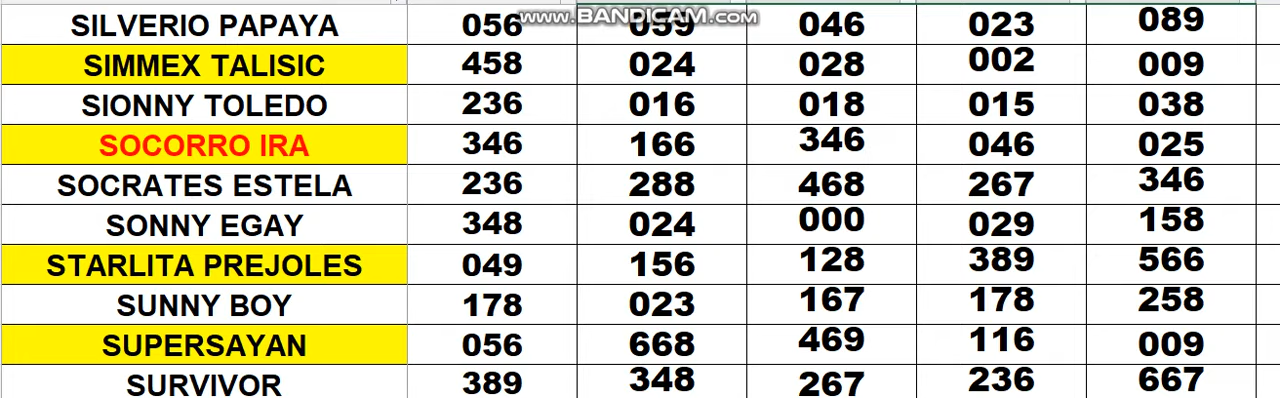 www.BANDICAM.com
SILVERIO PAPAYA 056 059 046 023 089
SIMMEX TALISIC 458 024 028 002 009
SIONNY TOLEDO 236 016 018 015 038
SOCORRO IRA 346 166 346 046 025
SOCRATES ESTELA 236 288 468 267 346
SONNY EGAY 348 024 000 029 158
STARLITA PREJOLES 049 156 128 389 566
SUNNY BOY 178 023 167 178 258
SUPERSAYAN 056 668 469 116 009
SURVIVOR 389 348 267 236 667